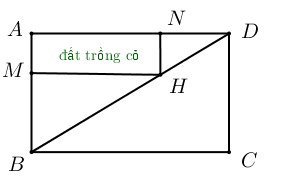 A N D
đất trồng cỏ
M
H
B C